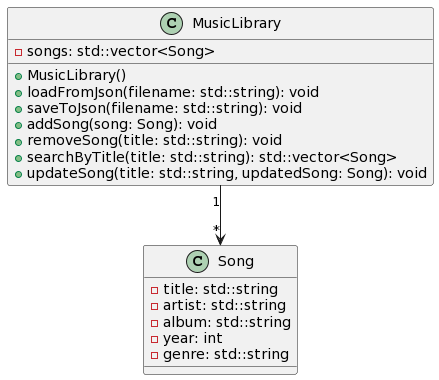 C MusicLibrary
songs: std::vector<Song>
MusicLibrary()
loadFromJson(filename: std::string): void
saveToJson(filename: std::string): void
addSong(song: Song): void
removeSong(title: std::string): void
searchByTitle(title: std::string): std::vector<Song>
updateSong(title: std::string, updatedSong: Song): void
1
*
C Song
title: std::string
artist: std::string
album: std::string
year: int
genre: std::string